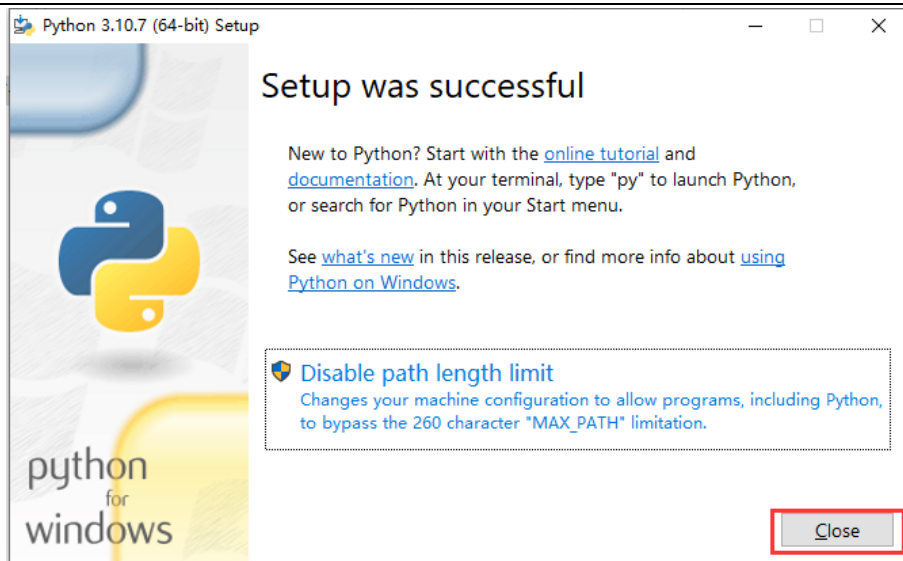 Python 3.10.7 (64-bit) Setup
Setup was successful
New to Python? Start with the online tutorial and
documentation. At your terminal, type "py" to launch Python,
or search for Python in your Start menu.
See what's new in this release, or find more info about using
Python on Windows.
Disable path length limit
Changes your machine configuration to allow programs, including Python,
to bypass the 260 character "MAX_PATH" limitation.
python
for
windows
Close